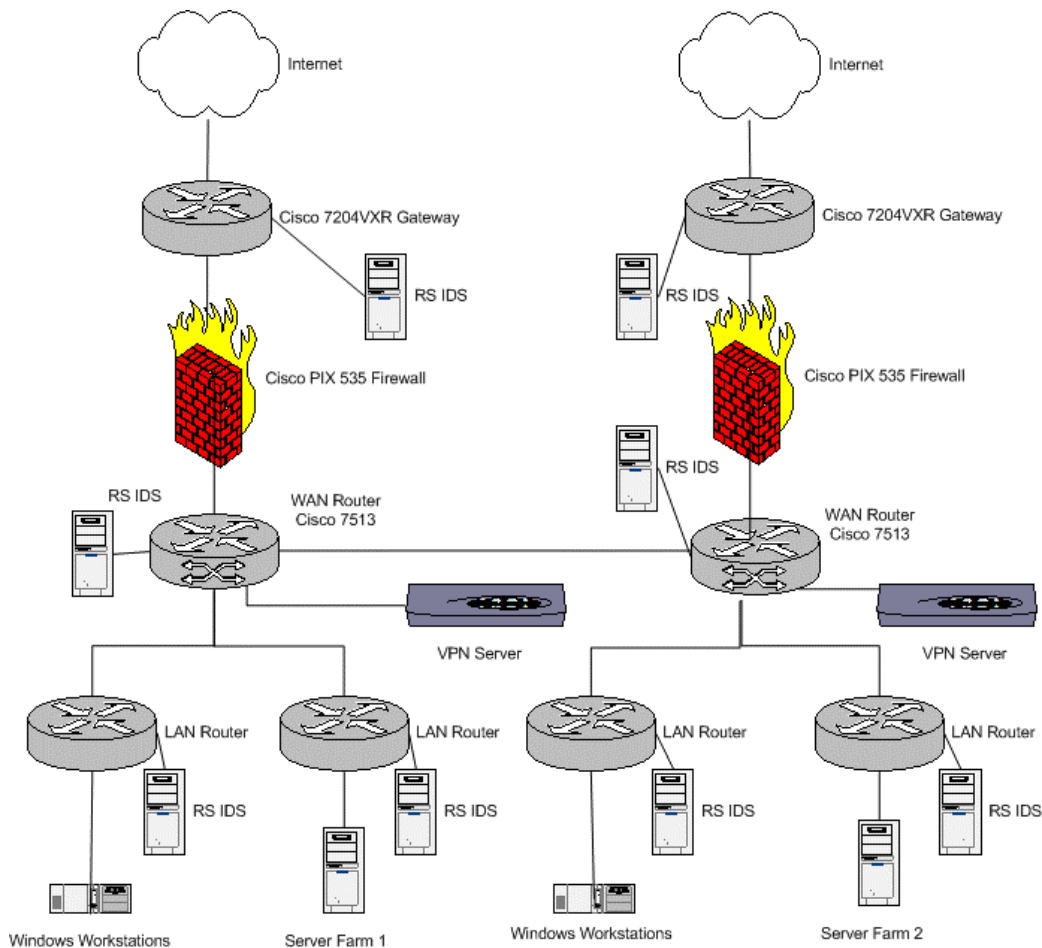 Internet
Internet
Cisco 7204VXR Gateway
Cisco 7204VXR Gateway
RS IDS
RS IDS
Cisco PIX 535 Firewall
Cisco PIX 535 Firewall
RS IDS
RS IDS
WAN Router
Cisco 7513
WAN Router
Cisco 7513
VPN Server
VPN Server
LAN Router
LAN Router
LAN Router
LAN Router
RS IDS
RS IDS
RS IDS
RS IDS
Windows Workstations
Server Farm 1
Windows Workstations
Server Farm 2